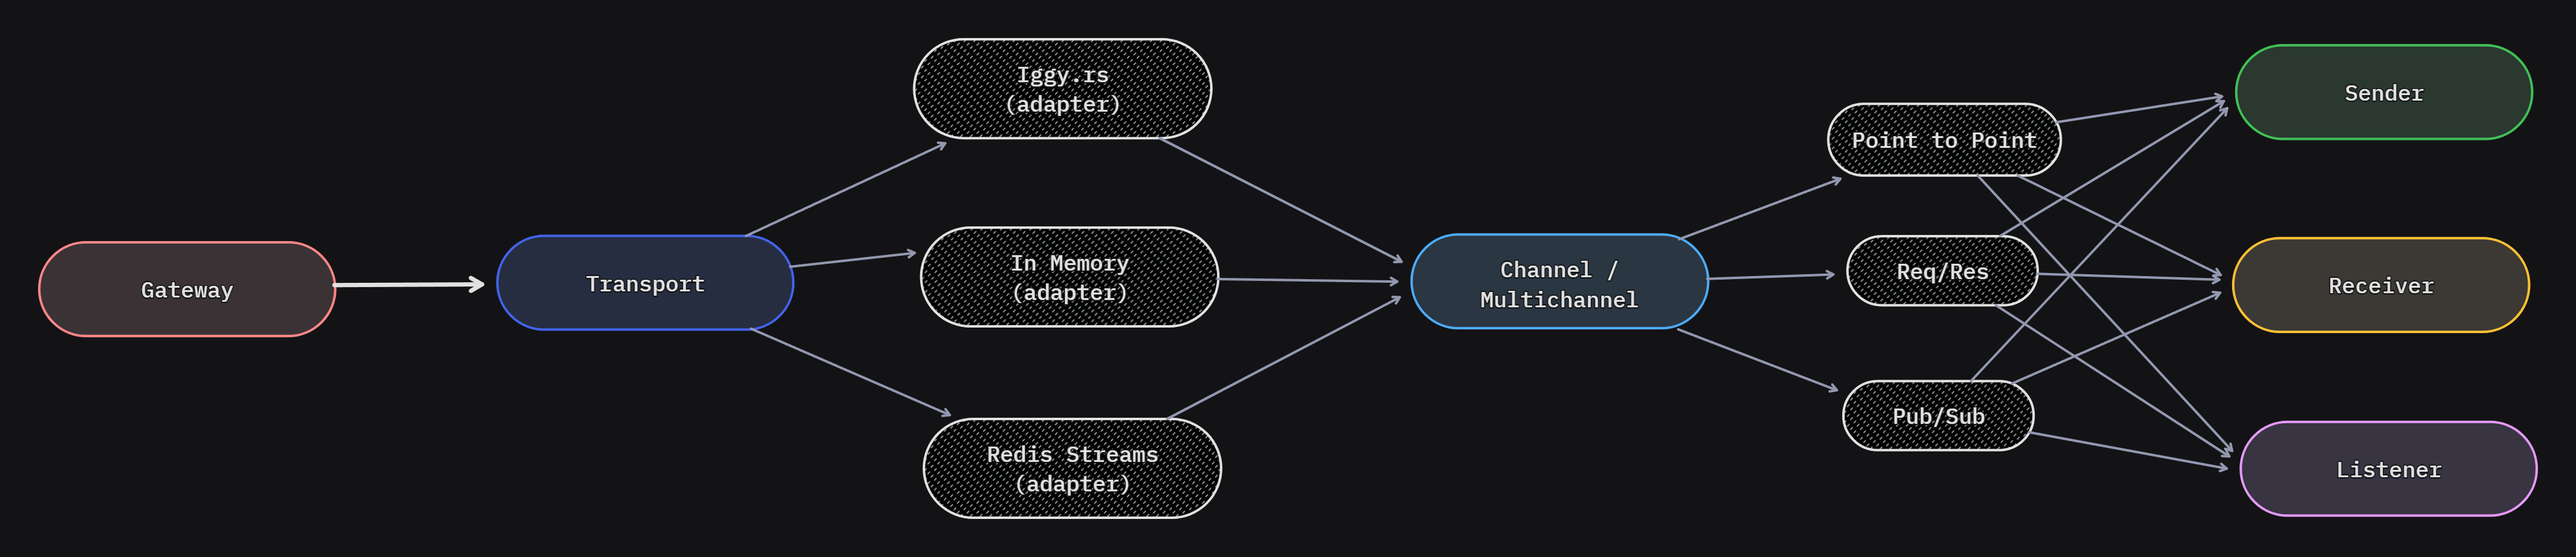 Gateway
Transport
Iggy.rs
(adapter)
In Memory
(adapter)
Redis Streams
(adapter)
Channel /
Multichannel
Point to Point
Req/Res
Pub/Sub
Sender
Receiver
Listener